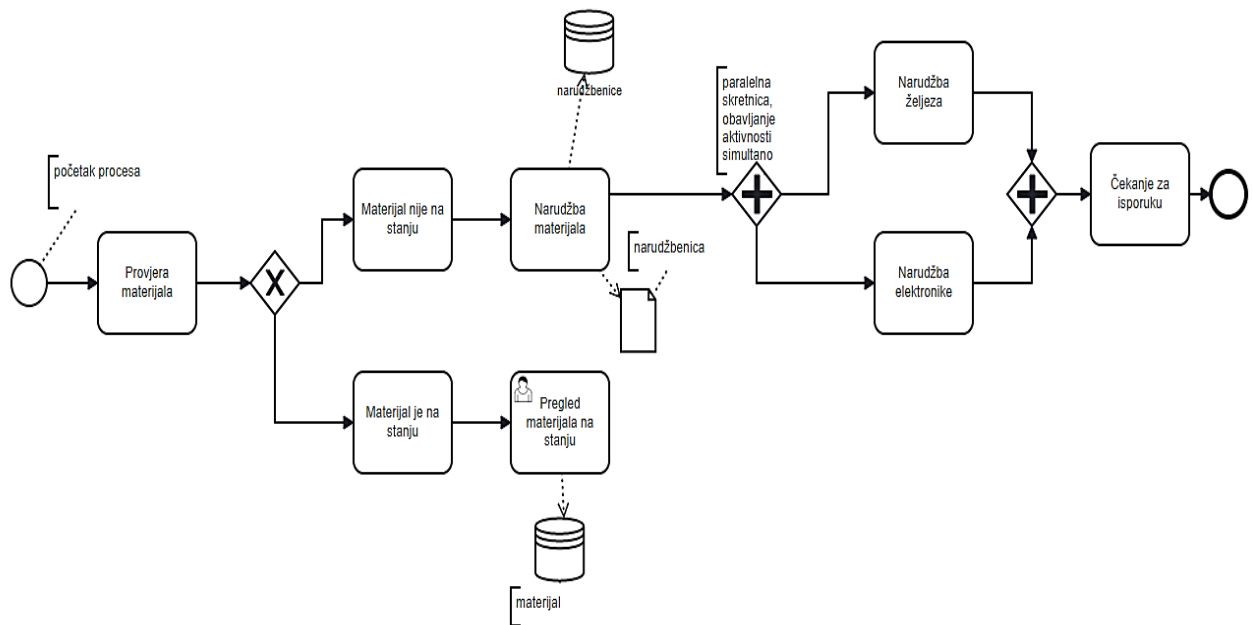 narudžbenice
paralelna
skretnica,
obavljanje
aktivnosti
simultano
Narudžba
željeza
početak procesa
Materijal nije na
stanju
Narudžba
materijala
Čekanje za
isporuku
Provjera
materijala
narudžbenica
Narudžba
elektronike
Materijal je na
stanju
Pregled
materijala na
stanju
materijal